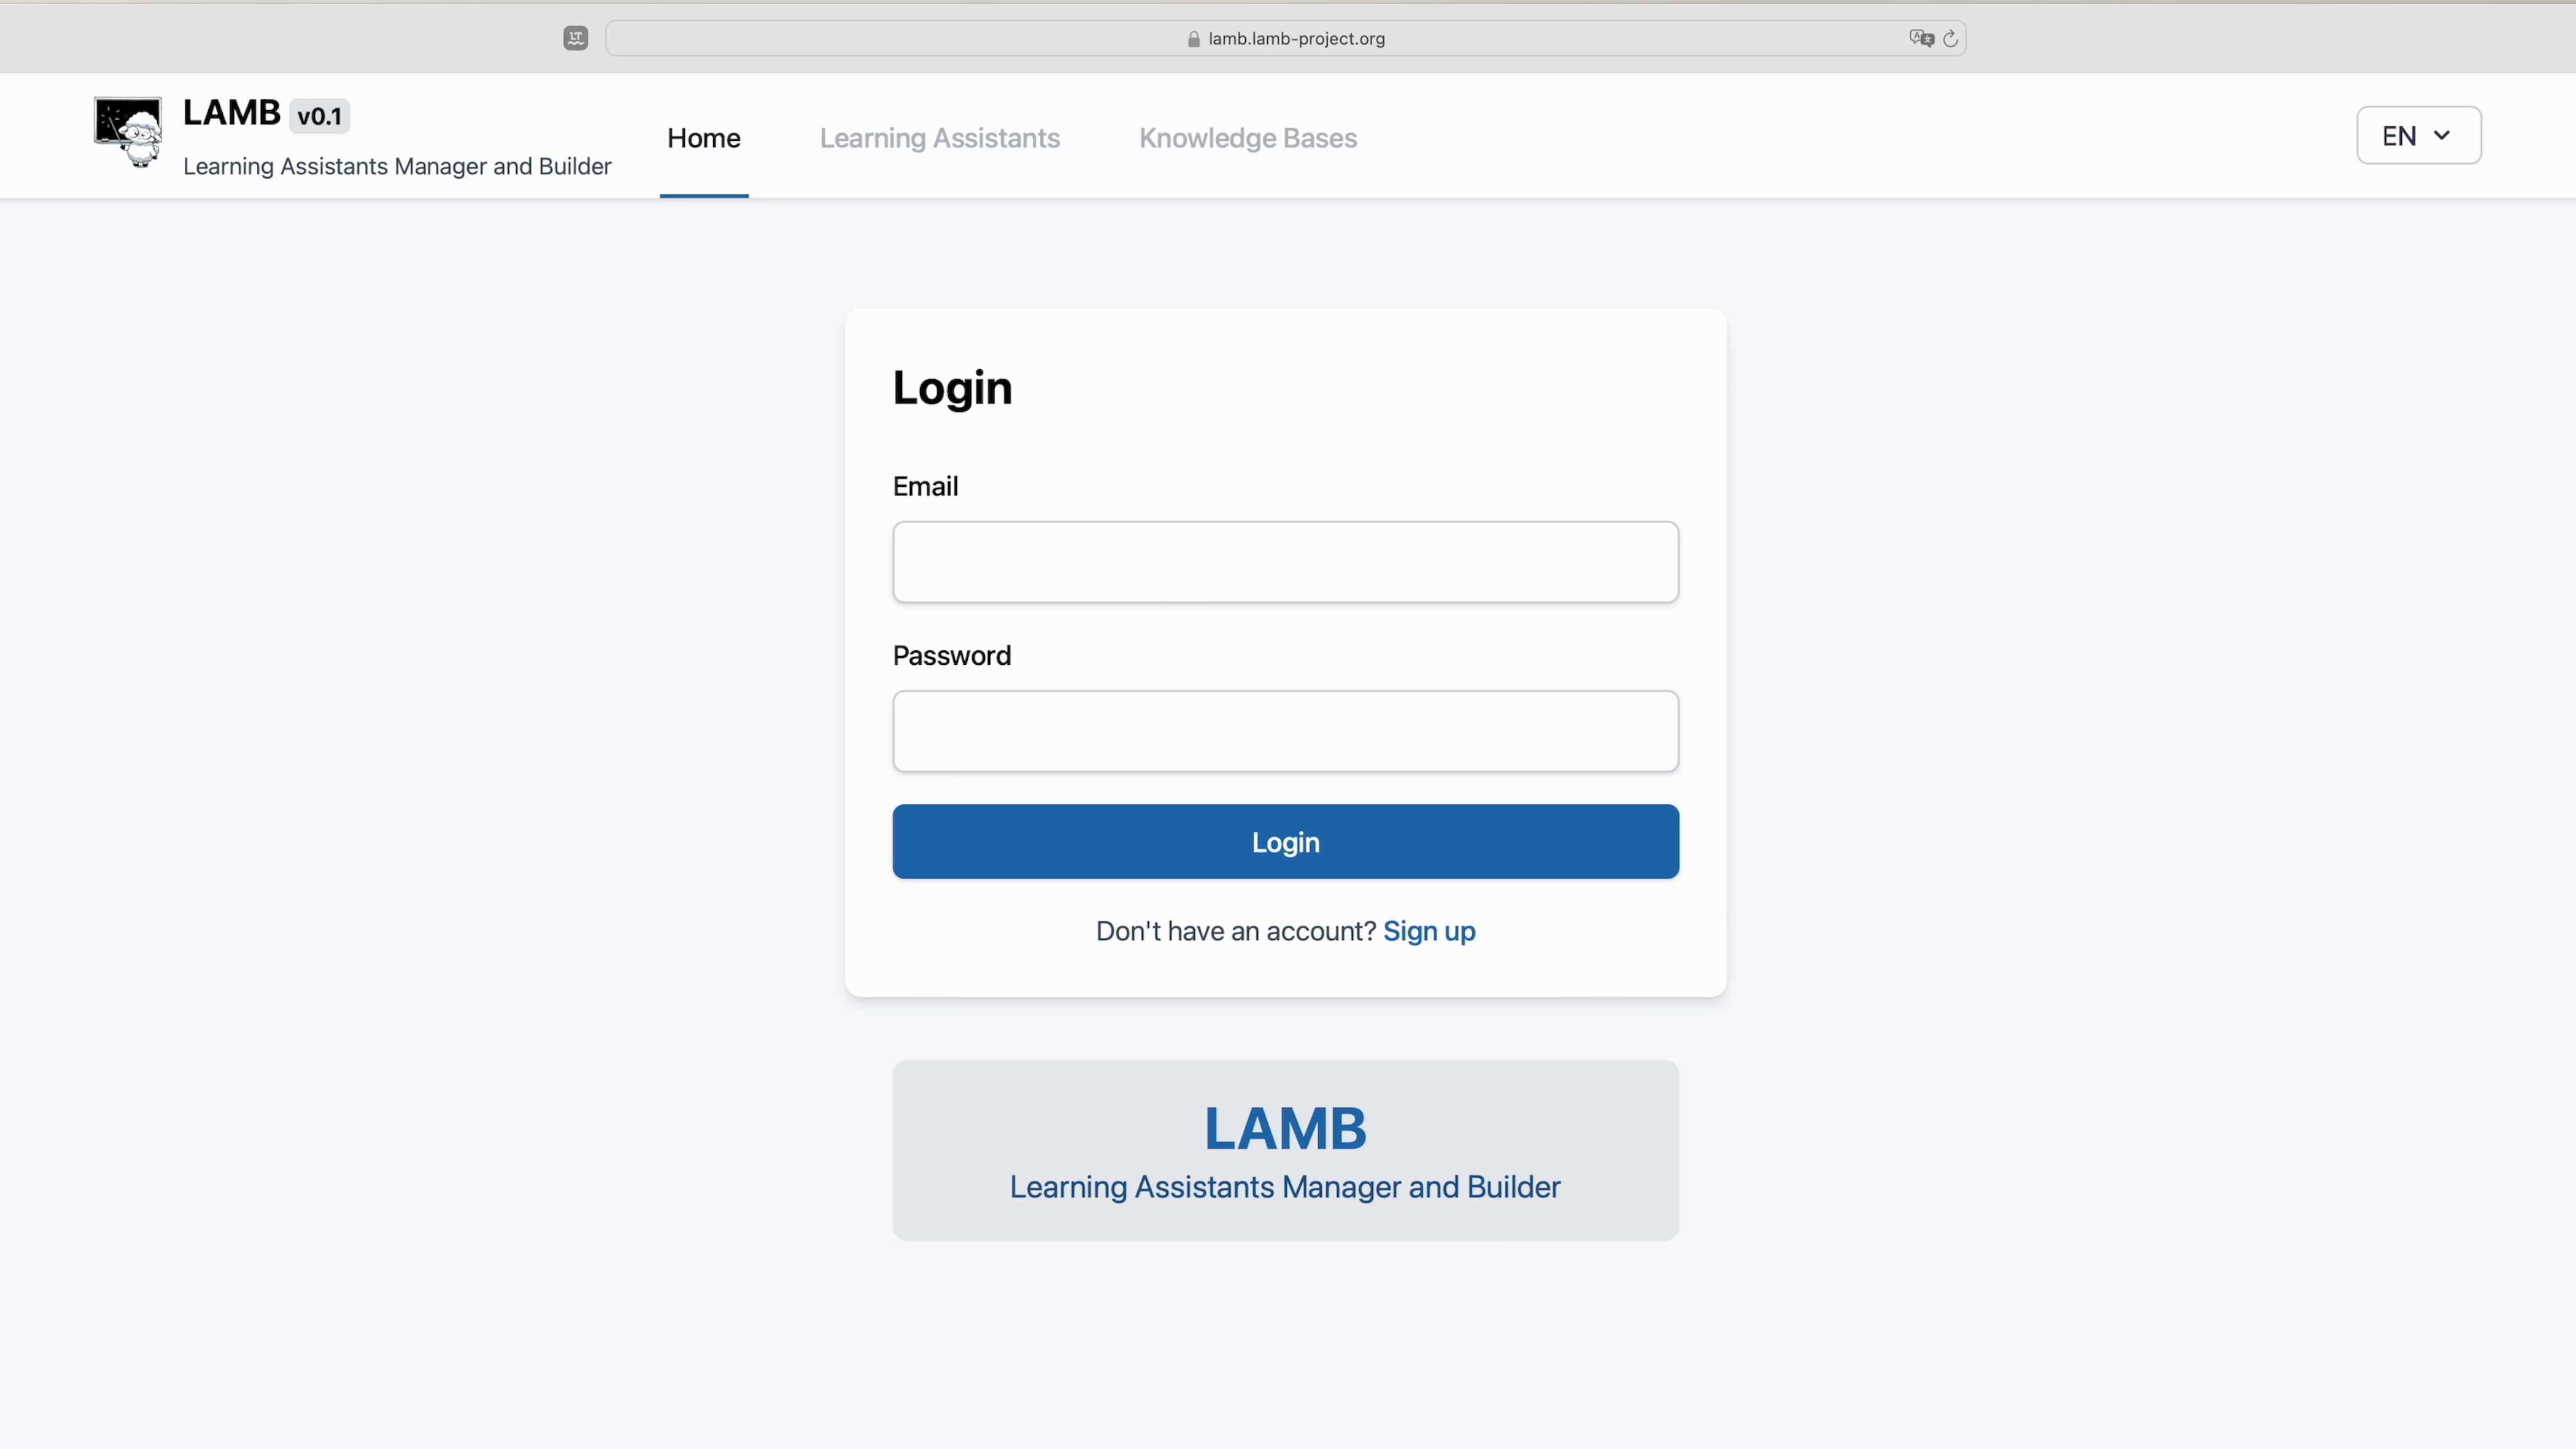 lamb.lamb-project.org
LAMB v0.1
Learning Assistants Manager and Builder
Home
Learning Assistants
Knowledge Bases
EN
Login
Email
Password
Login
Don't have an account? Sign up
LAMB
Learning Assistants Manager and Builder